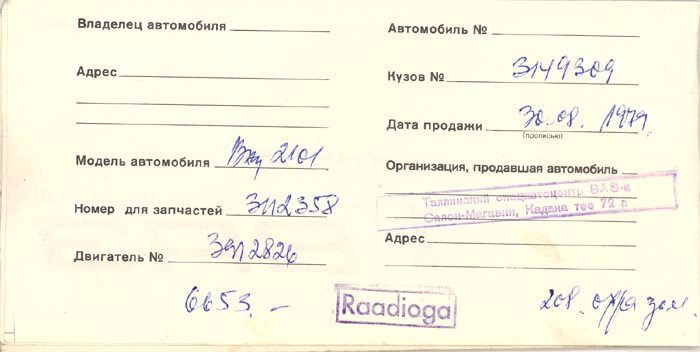 Владелец автомобиля
Адрес
Модель автомобиля Ваз 2101
Номер для запчастей 3112358
Двигатель № 3912826
6653.-
Автомобиль №
Кузов № 3149309
Дата продажи 30.08. 1979.
(прописью)
Организация, продавшая автомобиль
Таллинский спецавтоцентр ВАЗ-а
Салон-Магазин, Кадака тее 72 а
Адрес
Raadioga
208.